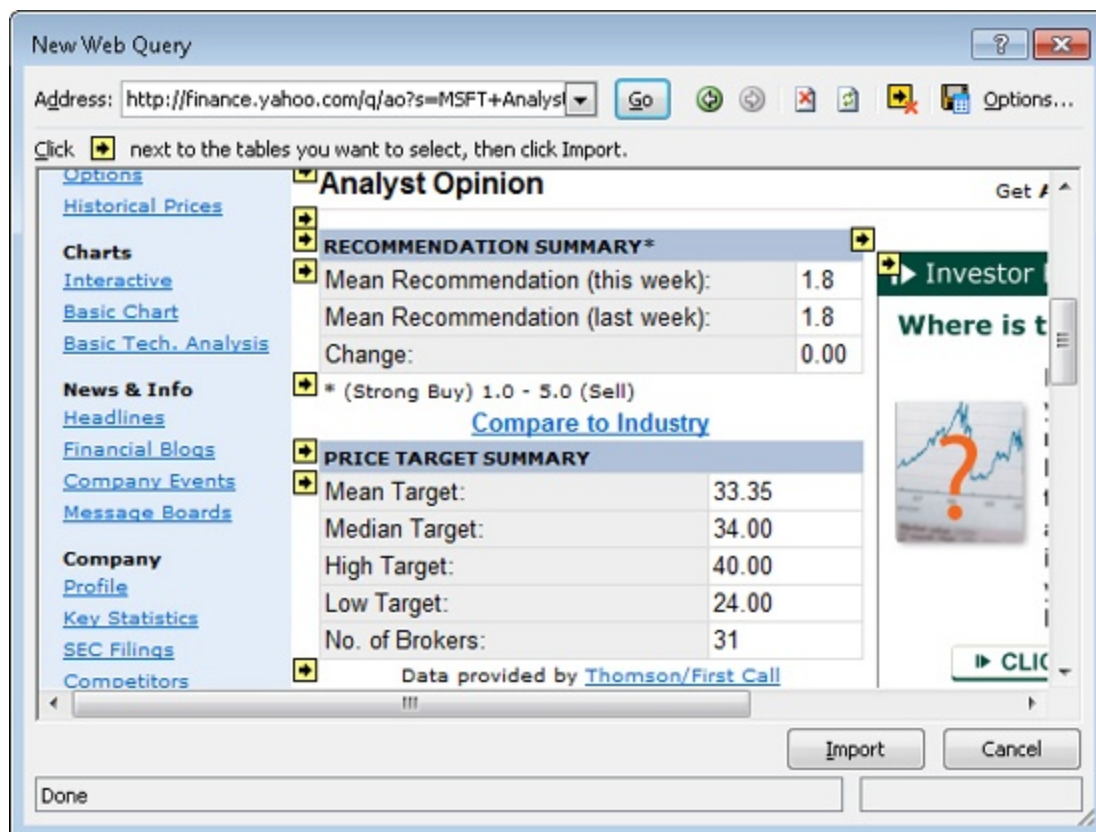 New Web Query
Address: http://finance.yahoo.com/q/ao?s=MSFT+Analys Go Options...
Click next to the tables you want to select, then click Import.
Options
Historical Prices
Charts
Interactive
Basic Chart
Basic Tech. Analysis
News & Info
Headlines
Financial Blogs
Company Events
Message Boards
Company
Profile
Key Statistics
SEC Filings
Competitors
Analyst Opinion
Get
RECOMMENDATION SUMMARY*
Mean Recommendation (this week): 1.8
Mean Recommendation (last week): 1.8
Change: 0.00
* (Strong Buy) 1.0 - 5.0 (Sell)
Compare to Industry
PRICE TARGET SUMMARY
Mean Target: 33.35
Median Target: 34.00
High Target: 40.00
Low Target: 24.00
No. of Brokers: 31
Data provided by Thomson/First Call
Investor
Where is t
?
CLIC
Import Cancel
Done